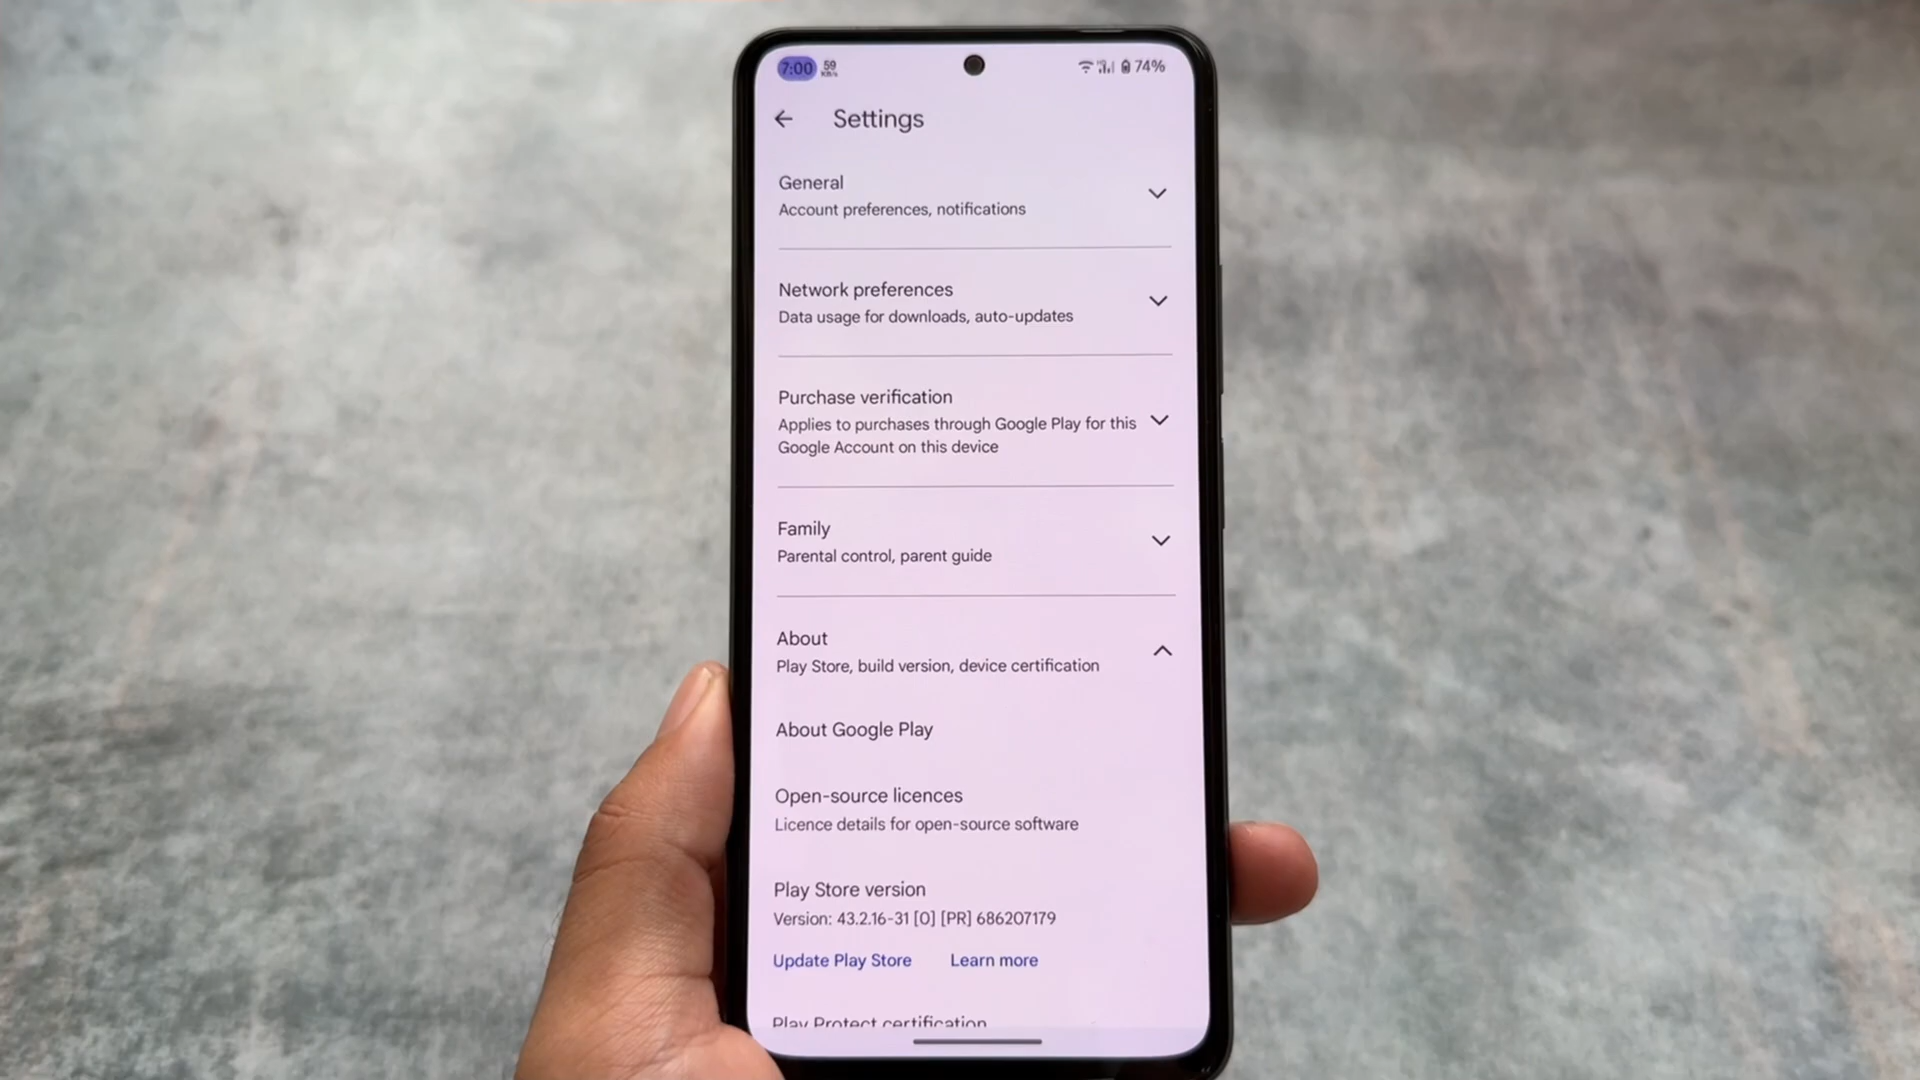 7:00 59 KB/s 74%
Settings
General
Account preferences, notifications
Network preferences
Data usage for downloads, auto-updates
Purchase verification
Applies to purchases through Google Play for this
Google Account on this device
Family
Parental control, parent guide
About
Play Store, build version, device certification
About Google Play
Open-source licences
Licence details for open-source software
Play Store version
Version: 43.2.16-31 [0] [PR] 686207179
Update Play Store Learn more
Play Protect certification